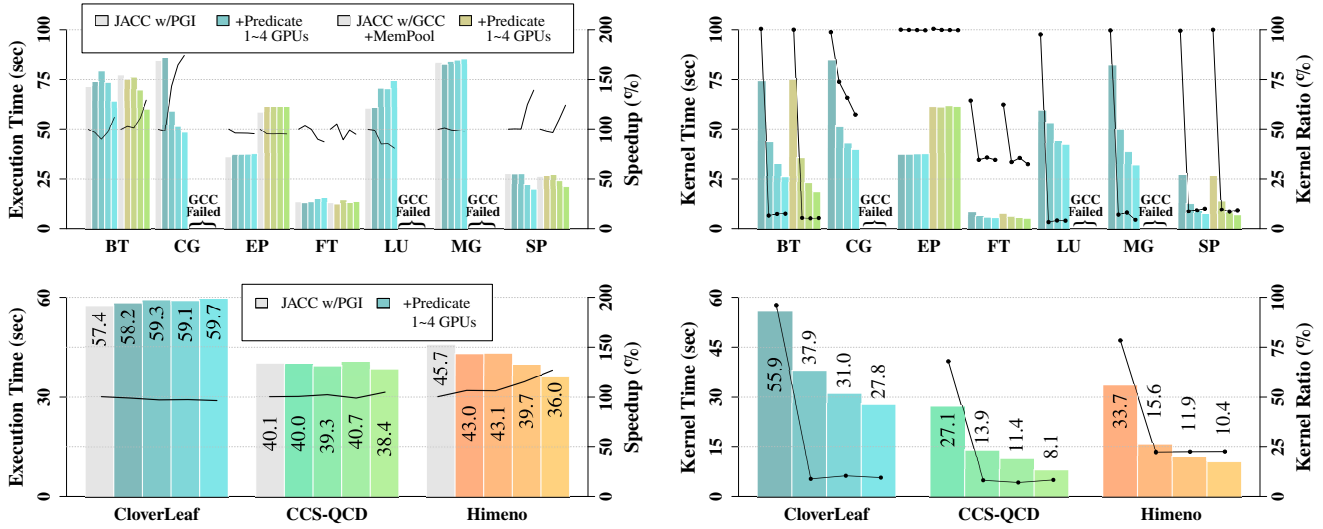 JACC w/PGI
+Predicate
1~4 GPUs
JACC w/GCC
+MemPool
+Predicate
1~4 GPUs
Execution Time (sec)
100
75
50
25
0
200
150
100
50
0
Speedup (%)
GCC
Failed
GCC
Failed
GCC
Failed
BT CG EP FT LU MG SP
Kernel Time (sec)
100
75
50
25
0
100
75
50
25
0
Kernel Ratio (%)
GCC
Failed
GCC
Failed
GCC
Failed
BT CG EP FT LU MG SP
JACC w/PGI
+Predicate
1~4 GPUs
Execution Time (sec)
60
30
0
200
150
100
50
0
Speedup (%)
57.4
58.2
59.3
59.1
59.7
40.1
40.0
39.3
40.7
38.4
45.7
43.0
43.1
39.7
36.0
CloverLeaf CCS-QCD Himeno
Kernel Time (sec)
60
45
30
15
0
100
75
50
25
0
Kernel Ratio (%)
55.9
37.9
31.0
27.8
27.1
13.9
11.4
8.1
33.7
15.6
11.9
10.4
CloverLeaf CCS-QCD Himeno